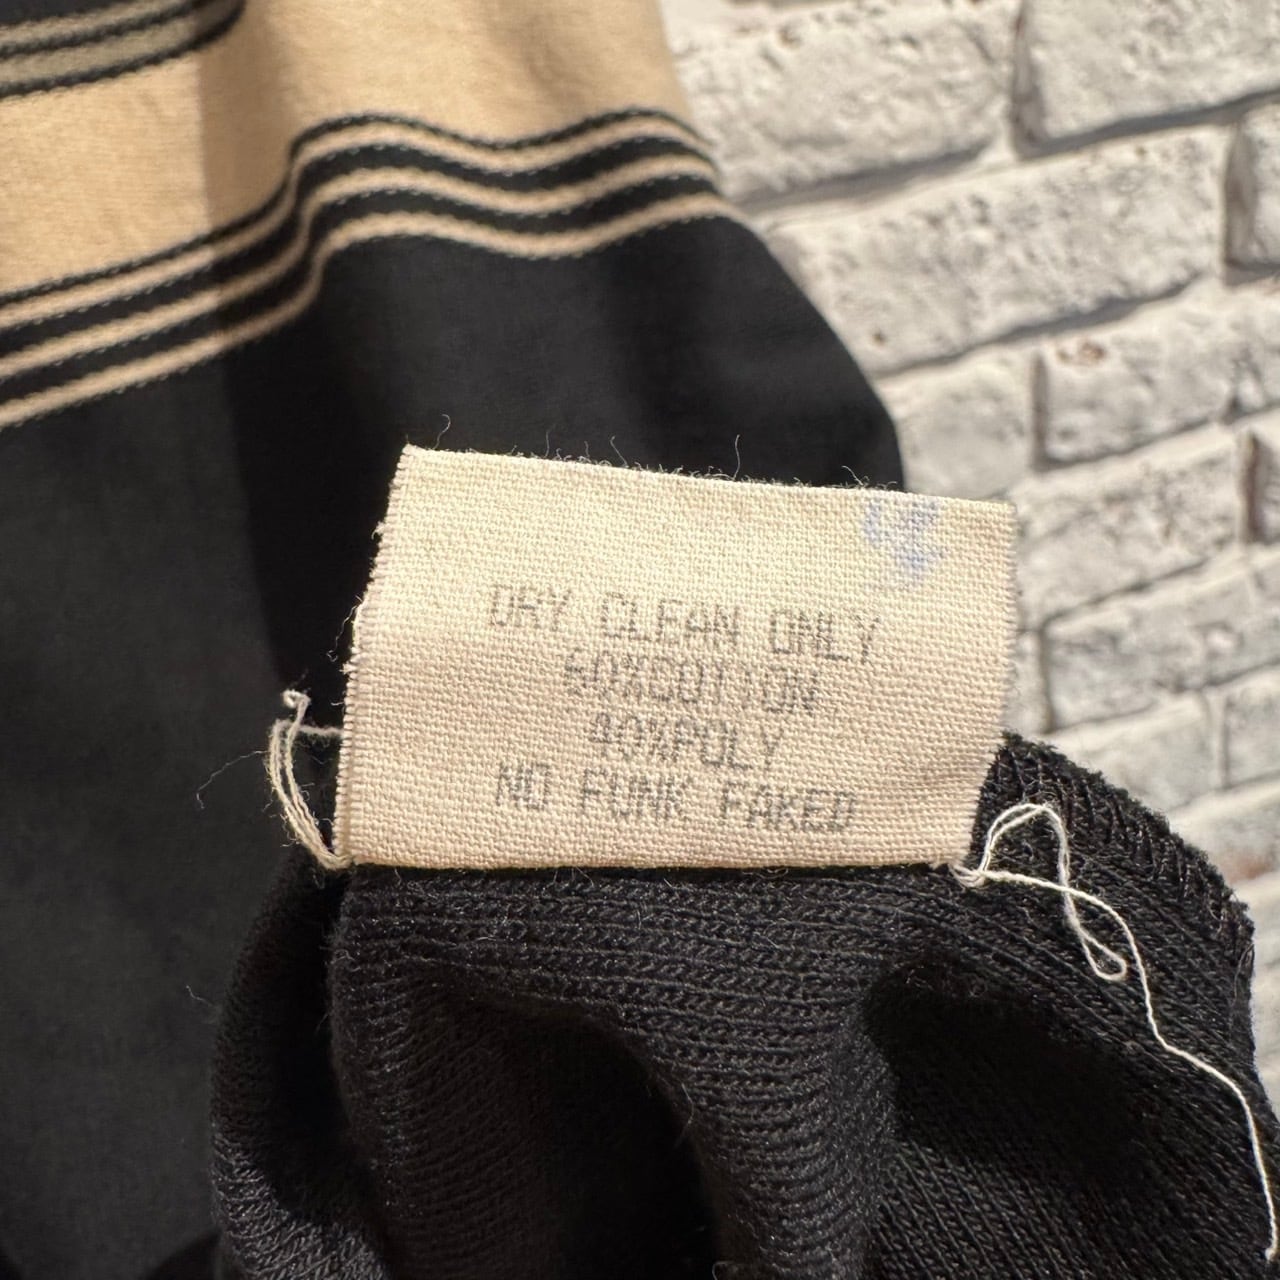 DRY CLEAN ONLY
60%COTTON
40%POLY
NO FUNK FAKED